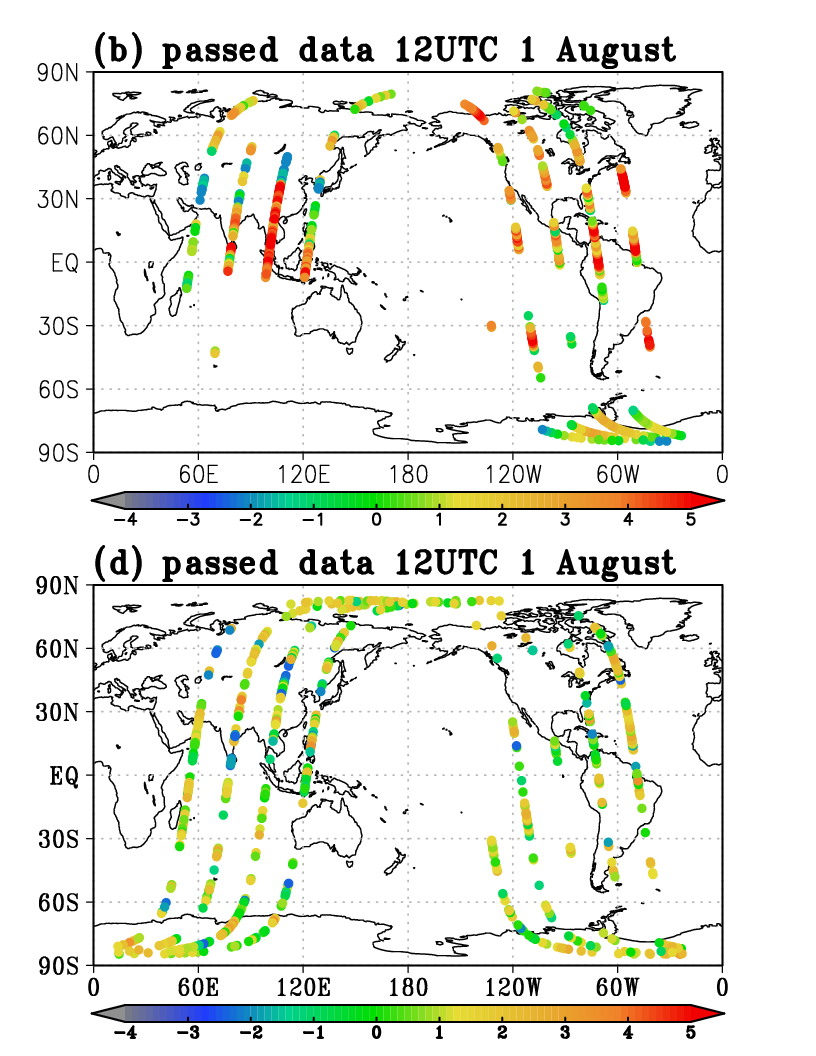 (b) passed data 12UTC 1 August
90N
60N
30N
EQ
30S
60S
90S
0 60E 120E 180 120W 60W 0
-4 -3 -2 -1 0 1 2 3 4 5
(d) passed data 12UTC 1 August
90N
60N
30N
EQ
30S
60S
90S
0 60E 120E 180 120W 60W 0
-4 -3 -2 -1 0 1 2 3 4 5